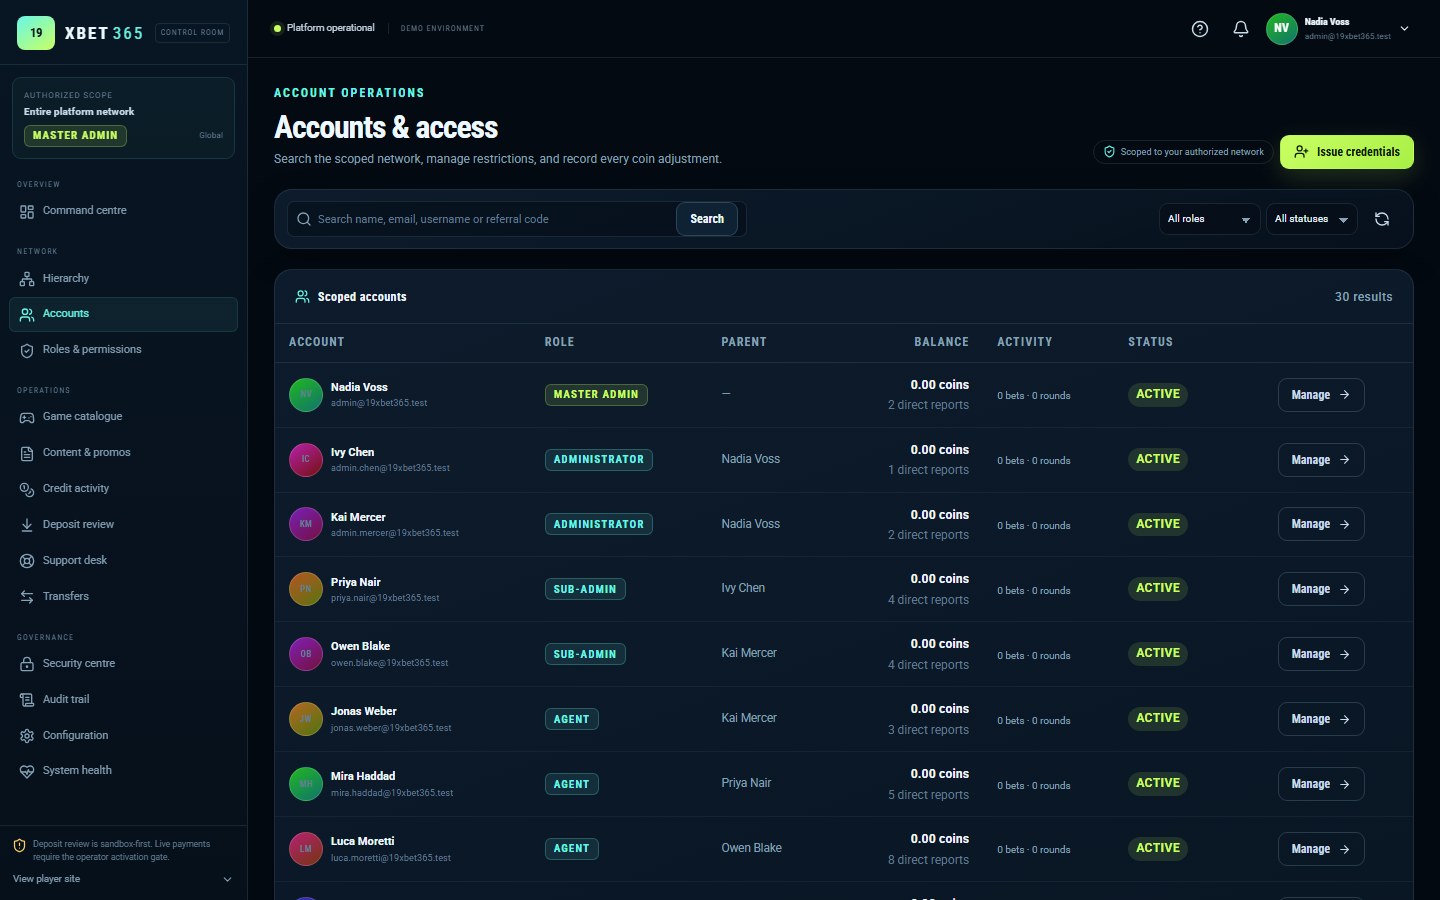 19 XBET 365 CONTROL ROOM
AUTHORIZED SCOPE
Entire platform network
MASTER ADMIN Global
OVERVIEW
Command centre
NETWORK
Hierarchy
Accounts
Roles & permissions
OPERATIONS
Game catalogue
Content & promos
Credit activity
Deposit review
Support desk
Transfers
GOVERNANCE
Security centre
Audit trail
Configuration
System health
Deposit review is sandbox-first. Live payments
require the operator activation gate.
View player site
Platform operational DEMO ENVIRONMENT
NV Nadia Voss
admin@19xbet365.test
ACCOUNT OPERATIONS
Accounts & access
Search the scoped network, manage restrictions, and record every coin adjustment.
Scoped to your authorized network Issue credentials
Search name, email, username or referral code Search All roles All statuses
Scoped accounts 30 results
ACCOUNT ROLE PARENT BALANCE ACTIVITY STATUS
NV Nadia Voss MASTER ADMIN — 0.00 coins 0 bets · 0 rounds ACTIVE Manage
admin@19xbet365.test 2 direct reports
IC Ivy Chen ADMINISTRATOR Nadia Voss 0.00 coins 0 bets · 0 rounds ACTIVE Manage
admin.chen@19xbet365.test 1 direct reports
KM Kai Mercer ADMINISTRATOR Nadia Voss 0.00 coins 0 bets · 0 rounds ACTIVE Manage
admin.mercer@19xbet365.test 2 direct reports
PN Priya Nair SUB-ADMIN Ivy Chen 0.00 coins 0 bets · 0 rounds ACTIVE Manage
priya.nair@19xbet365.test 4 direct reports
OB Owen Blake SUB-ADMIN Kai Mercer 0.00 coins 0 bets · 0 rounds ACTIVE Manage
owen.blake@19xbet365.test 4 direct reports
JW Jonas Weber AGENT Kai Mercer 0.00 coins 0 bets · 0 rounds ACTIVE Manage
jonas.weber@19xbet365.test 3 direct reports
MH Mira Haddad AGENT Priya Nair 0.00 coins 0 bets · 0 rounds ACTIVE Manage
mira.haddad@19xbet365.test 5 direct reports
LM Luca Moretti AGENT Owen Blake 0.00 coins 0 bets · 0 rounds ACTIVE Manage
luca.moretti@19xbet365.test 8 direct reports